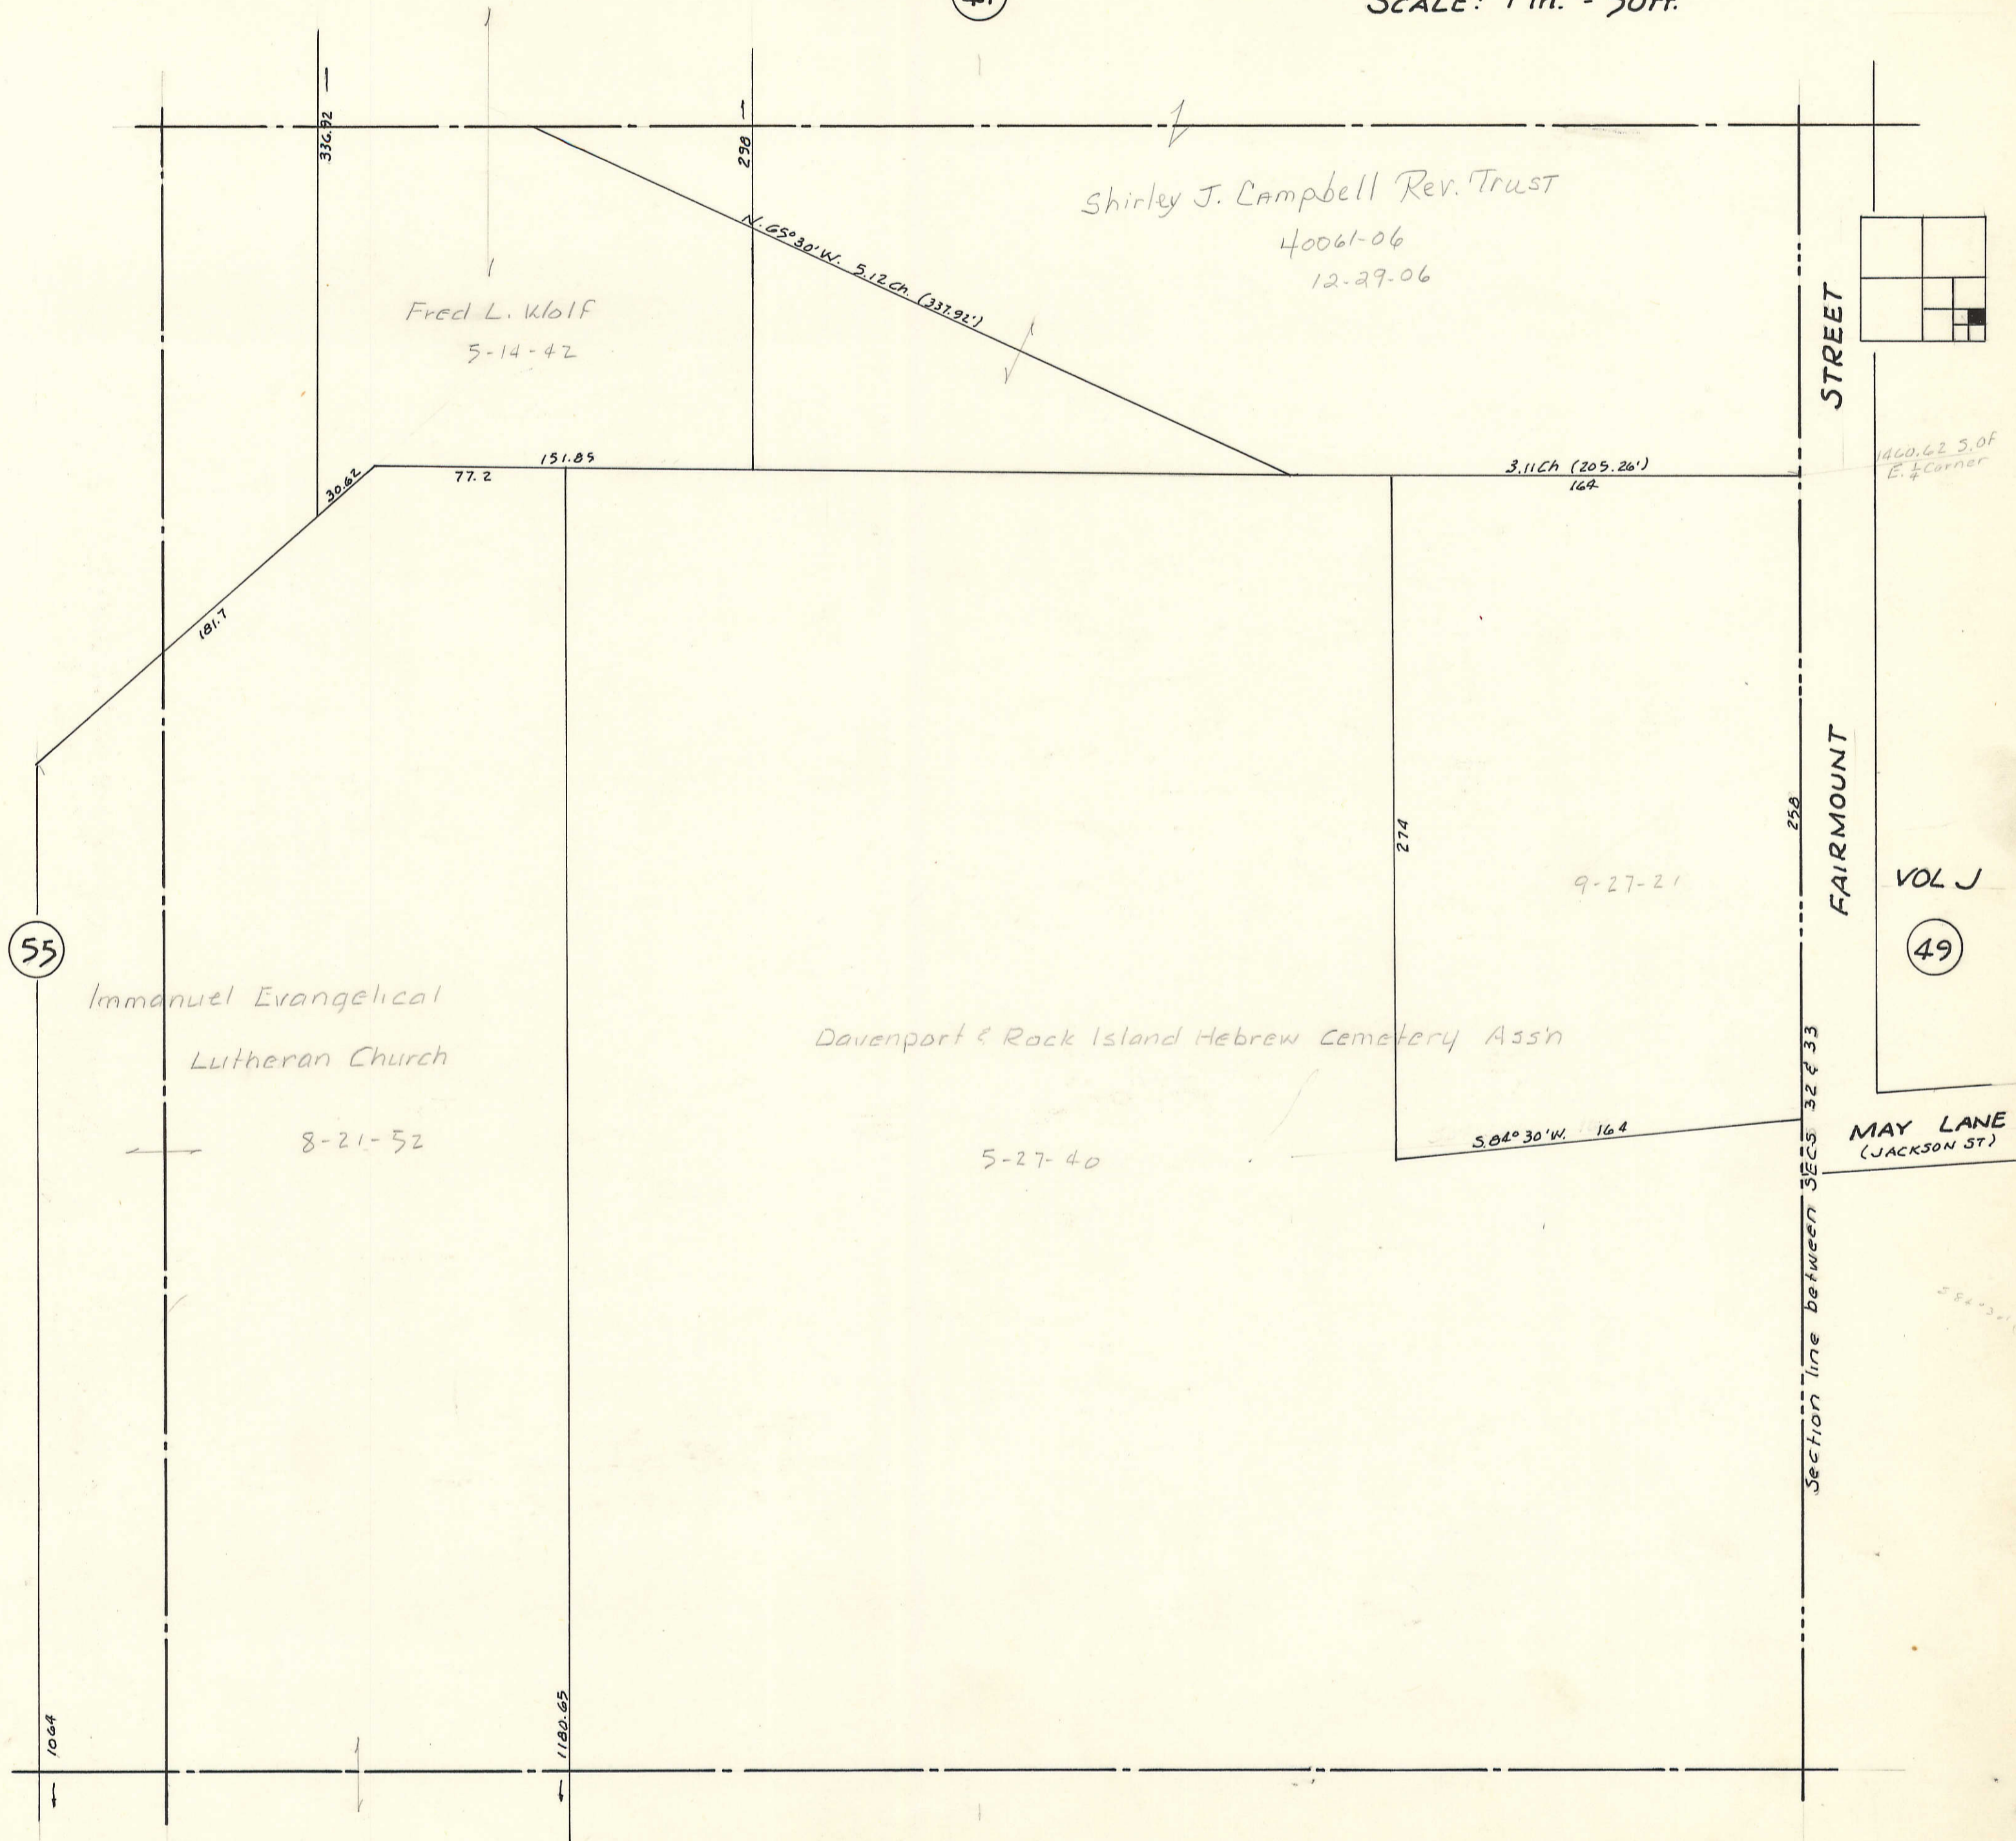 SCALE: 1 in. = 50ft.
336.92
298
N. 65°30' W. 5.12 Ch. (337.92')
Shirley J. Campbell Rev. Trust
40061-06
12-29-06
Fred L. Wolf
5-14-42
STREET
30.62
77.2
151.85
3.11 Ch (205.26')
164
1460.62 S. of
E. 1/4 Corner
181.7
274
258
FAIRMOUNT
9-27-21
VOL J
49
55
Immanuel Evangelical
Lutheran Church
8-21-52
Davenport & Rock Island Hebrew Cemetery Ass'n
5-27-40
S. 84° 30' W. 164
MAY LANE
(JACKSON ST)
Section line between SECS 32 & 33
1064
1180.65